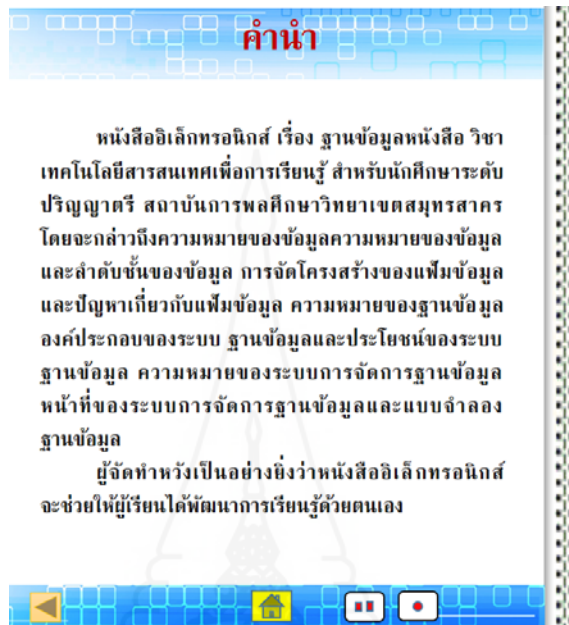 คำนำ
หนังสืออิเล็กทรอนิกส์ เรื่อง ฐานข้อมูลหนังสือ วิชา
เทคโนโลยีสารสนเทศเพื่อการเรียนรู้ สำหรับนักศึกษาระดับ
ปริญญาตรี สถาบันการพลศึกษาวิทยาเขตสมุทรสาคร
โดยจะกล่าวถึงความหมายของข้อมูลความหมายของข้อมูล
และลำดับชั้นของข้อมูล การจัดโครงสร้างของแฟ้มข้อมูล
และปัญหาเกี่ยวกับแฟ้มข้อมูล ความหมายของฐานข้อมูล
องค์ประกอบของระบบ ฐานข้อมูลและประโยชน์ของระบบ
ฐานข้อมูล ความหมายของระบบการจัดการฐานข้อมูล
หน้าที่ของระบบการจัดการฐานข้อมูลและแบบจำลอง
ฐานข้อมูล
ผู้จัดทำหวังเป็นอย่างยิ่งว่าหนังสืออิเล็กทรอนิกส์
จะช่วยให้ผู้เรียนได้พัฒนาการเรียนรู้ด้วยตนเอง